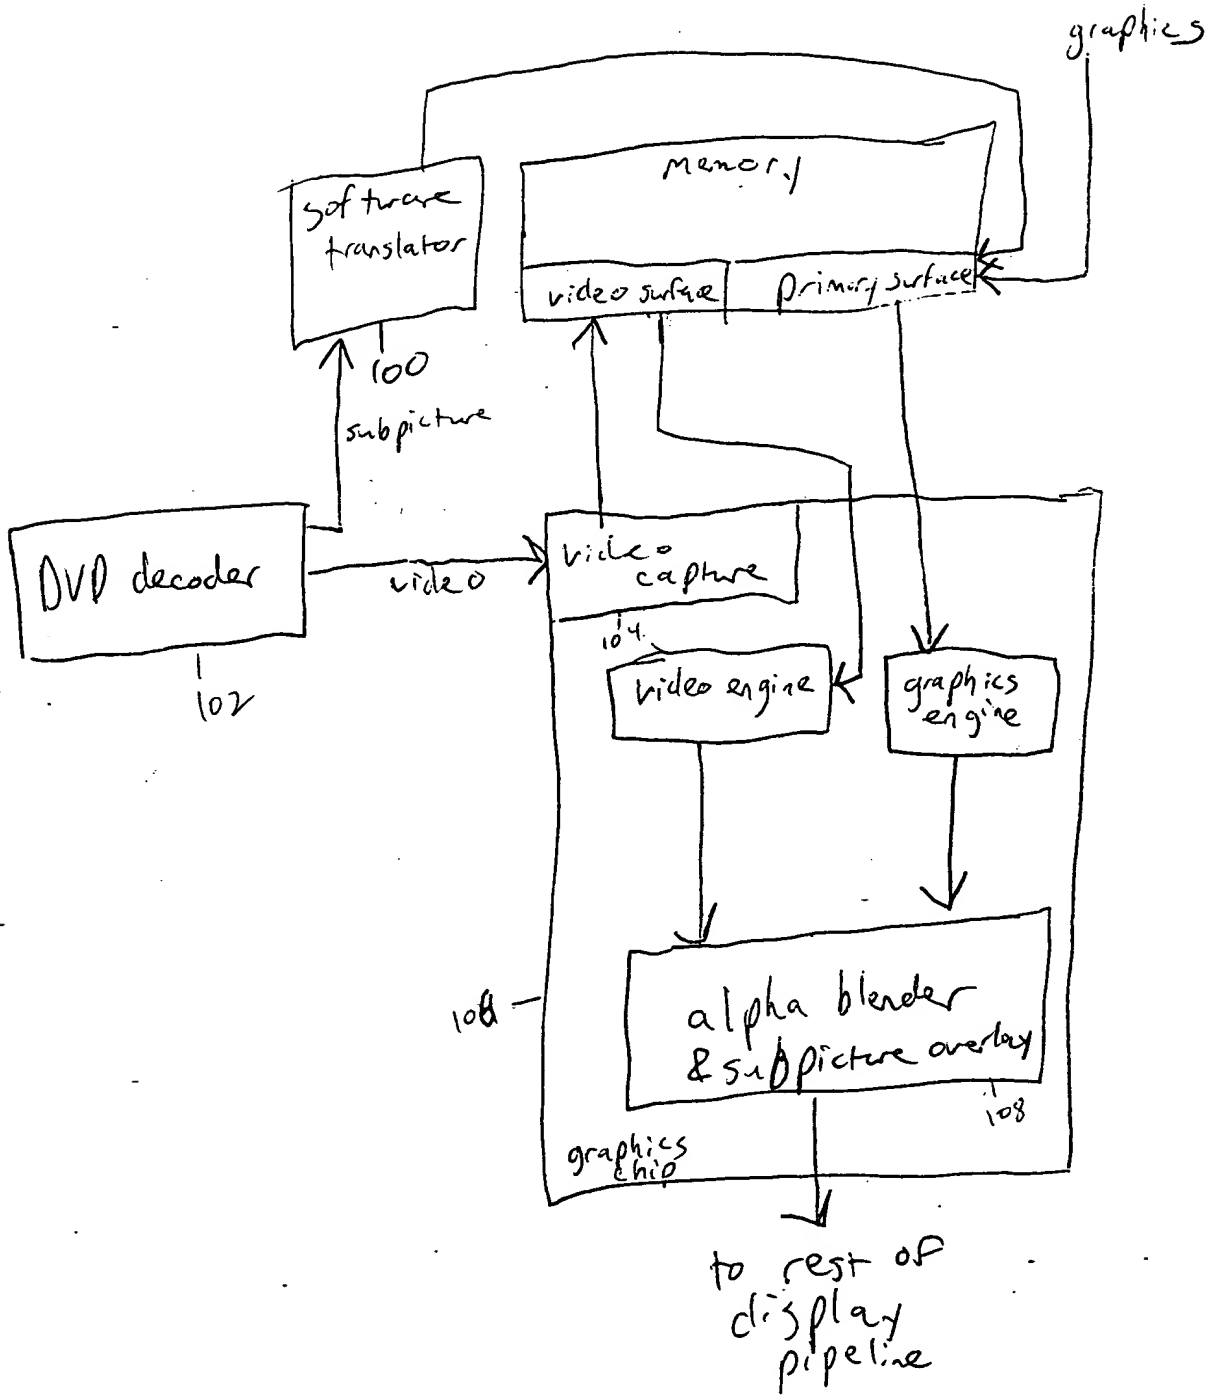 graphics
memory
software
translator
video surface
primary surface
100
subpicture
DVD decoder
video
video
capture
102
104
video engine
graphics
engine
alpha blender
& subpicture overlay
108
graphics
chip
to rest of
display
pipeline